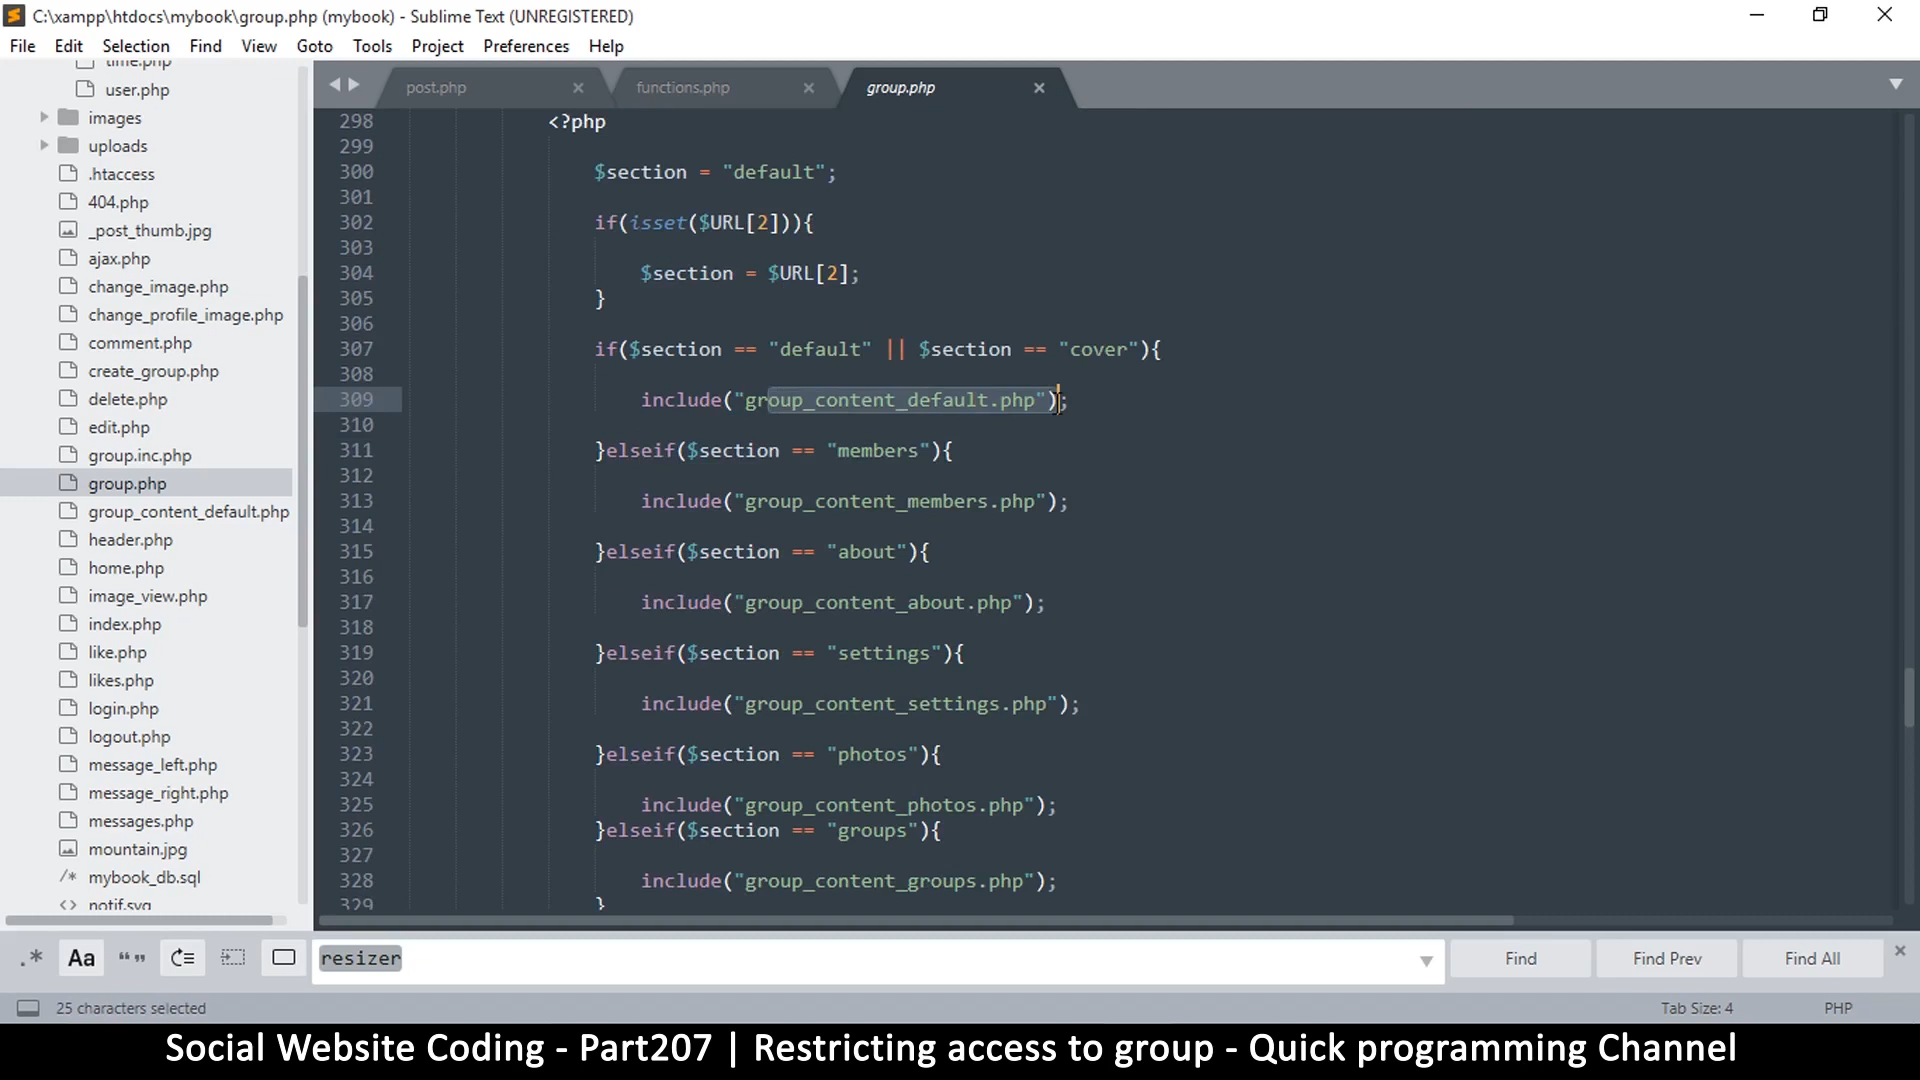 C:\xampp\htdocs\mybook\group.php (mybook) - Sublime Text (UNREGISTERED)
File Edit Selection Find View Goto Tools Project Preferences Help
time.php
user.php
images
uploads
.htaccess
404.php
_post_thumb.jpg
ajax.php
change_image.php
change_profile_image.php
comment.php
create_group.php
delete.php
edit.php
group.inc.php
group.php
group_content_default.php
header.php
home.php
image_view.php
index.php
like.php
likes.php
login.php
logout.php
message_left.php
message_right.php
messages.php
mountain.jpg
/* mybook_db.sql
<> notif.svg
post.php × functions.php × group.php ×
298 <?php
299
300 $section = "default";
301
302 if(isset($URL[2])){
303
304 $section = $URL[2];
305 }
306
307 if($section == "default" || $section == "cover"){
308
309 include("group_content_default.php");
310
311 }elseif($section == "members"){
312
313 include("group_content_members.php");
314
315 }elseif($section == "about"){
316
317 include("group_content_about.php");
318
319 }elseif($section == "settings"){
320
321 include("group_content_settings.php");
322
323 }elseif($section == "photos"){
324
325 include("group_content_photos.php");
326 }elseif($section == "groups"){
327
328 include("group_content_groups.php");
329 }
.* Aa “” resizer Find Find Prev Find All ×
25 characters selected Tab Size: 4 PHP
Social Website Coding - Part207 | Restricting access to group - Quick programming Channel